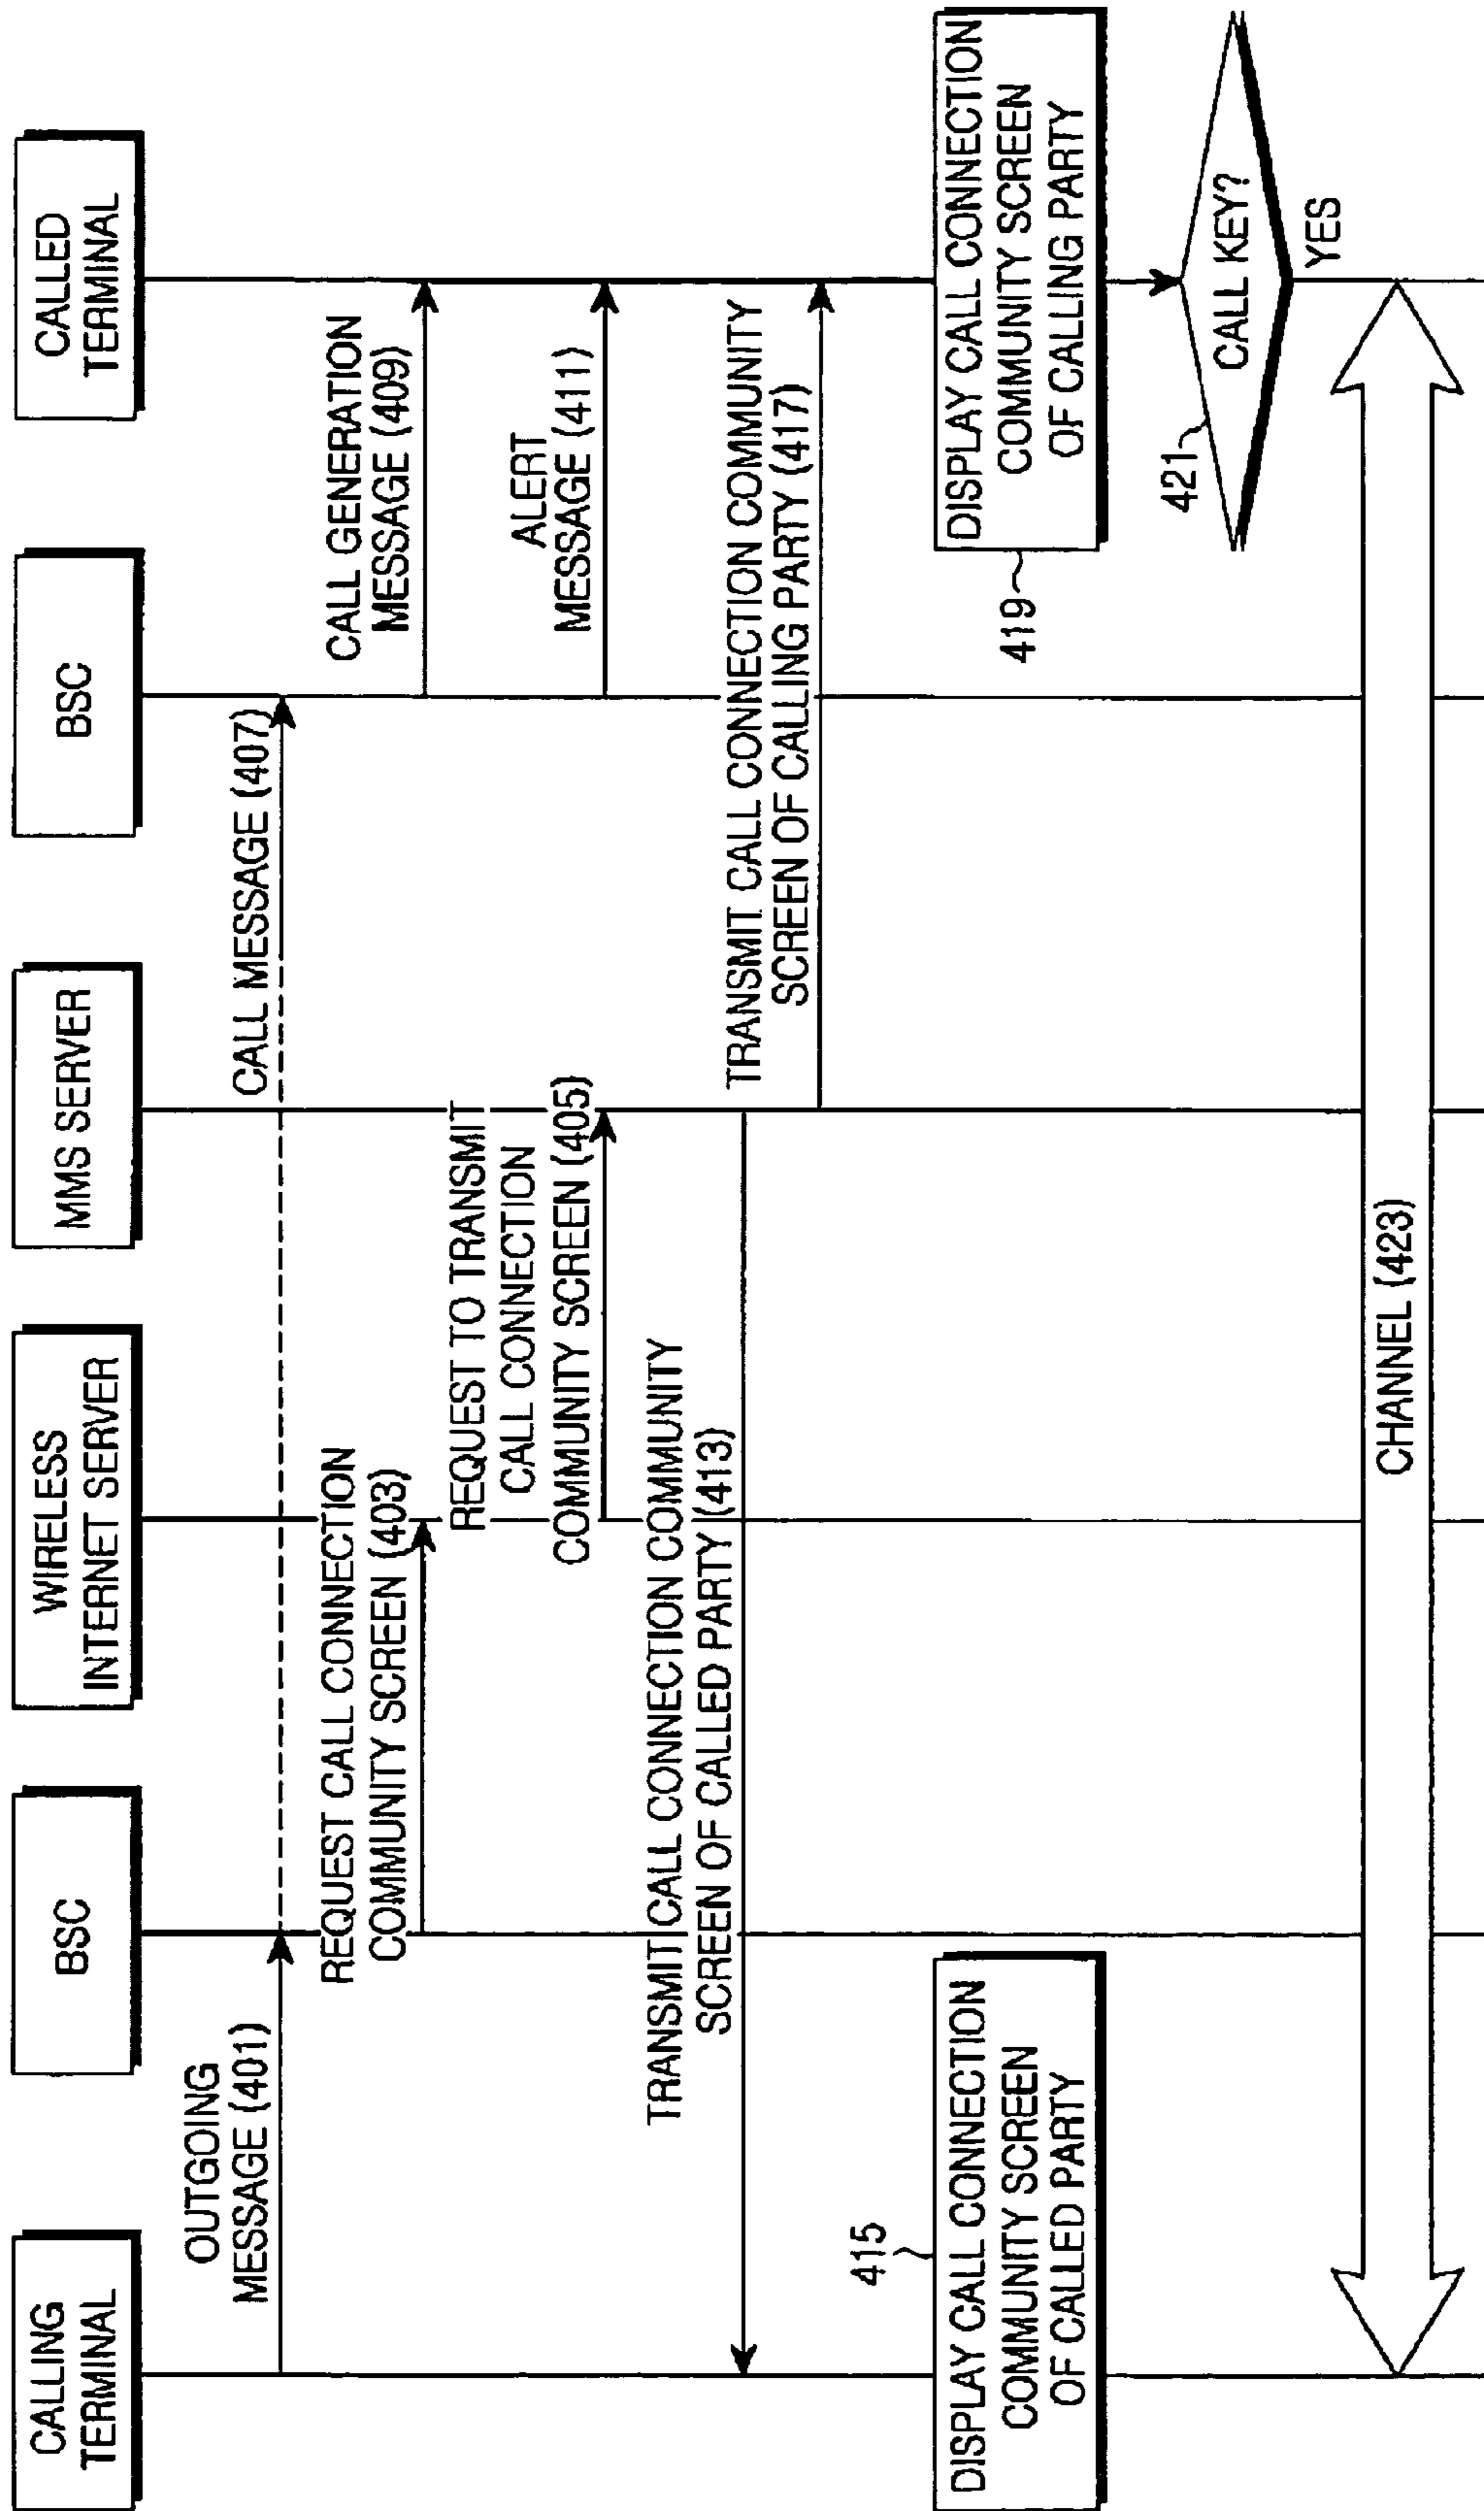 CALLING
TERMINAL
BSC
WIRELESS
INTERNET SERVER
MMS SERVER
BSC
CALLED
TERMINAL
OUTGOING
MESSAGE (401)
CALL MESSAGE (407)
REQUEST CALL CONNECTION
COMMUNITY SCREEN (403)
CALL GENERATION
MESSAGE (409)
REQUEST TO TRANSMIT
CALL CONNECTION
COMMUNITY SCREEN (405)
ALERT
MESSAGE (411)
TRANSMIT CALL CONNECTION COMMUNITY
SCREEN OF CALLED PARTY (413)
TRANSMIT CALL CONNECTION COMMUNITY
SCREEN OF CALLING PARTY (417)
415
DISPLAY CALL CONNECTION
COMMUNITY SCREEN
OF CALLED PARTY
419
DISPLAY CALL CONNECTION
COMMUNITY SCREEN
OF CALLING PARTY
421
CALL KEY?
YES
CHANNEL (423)